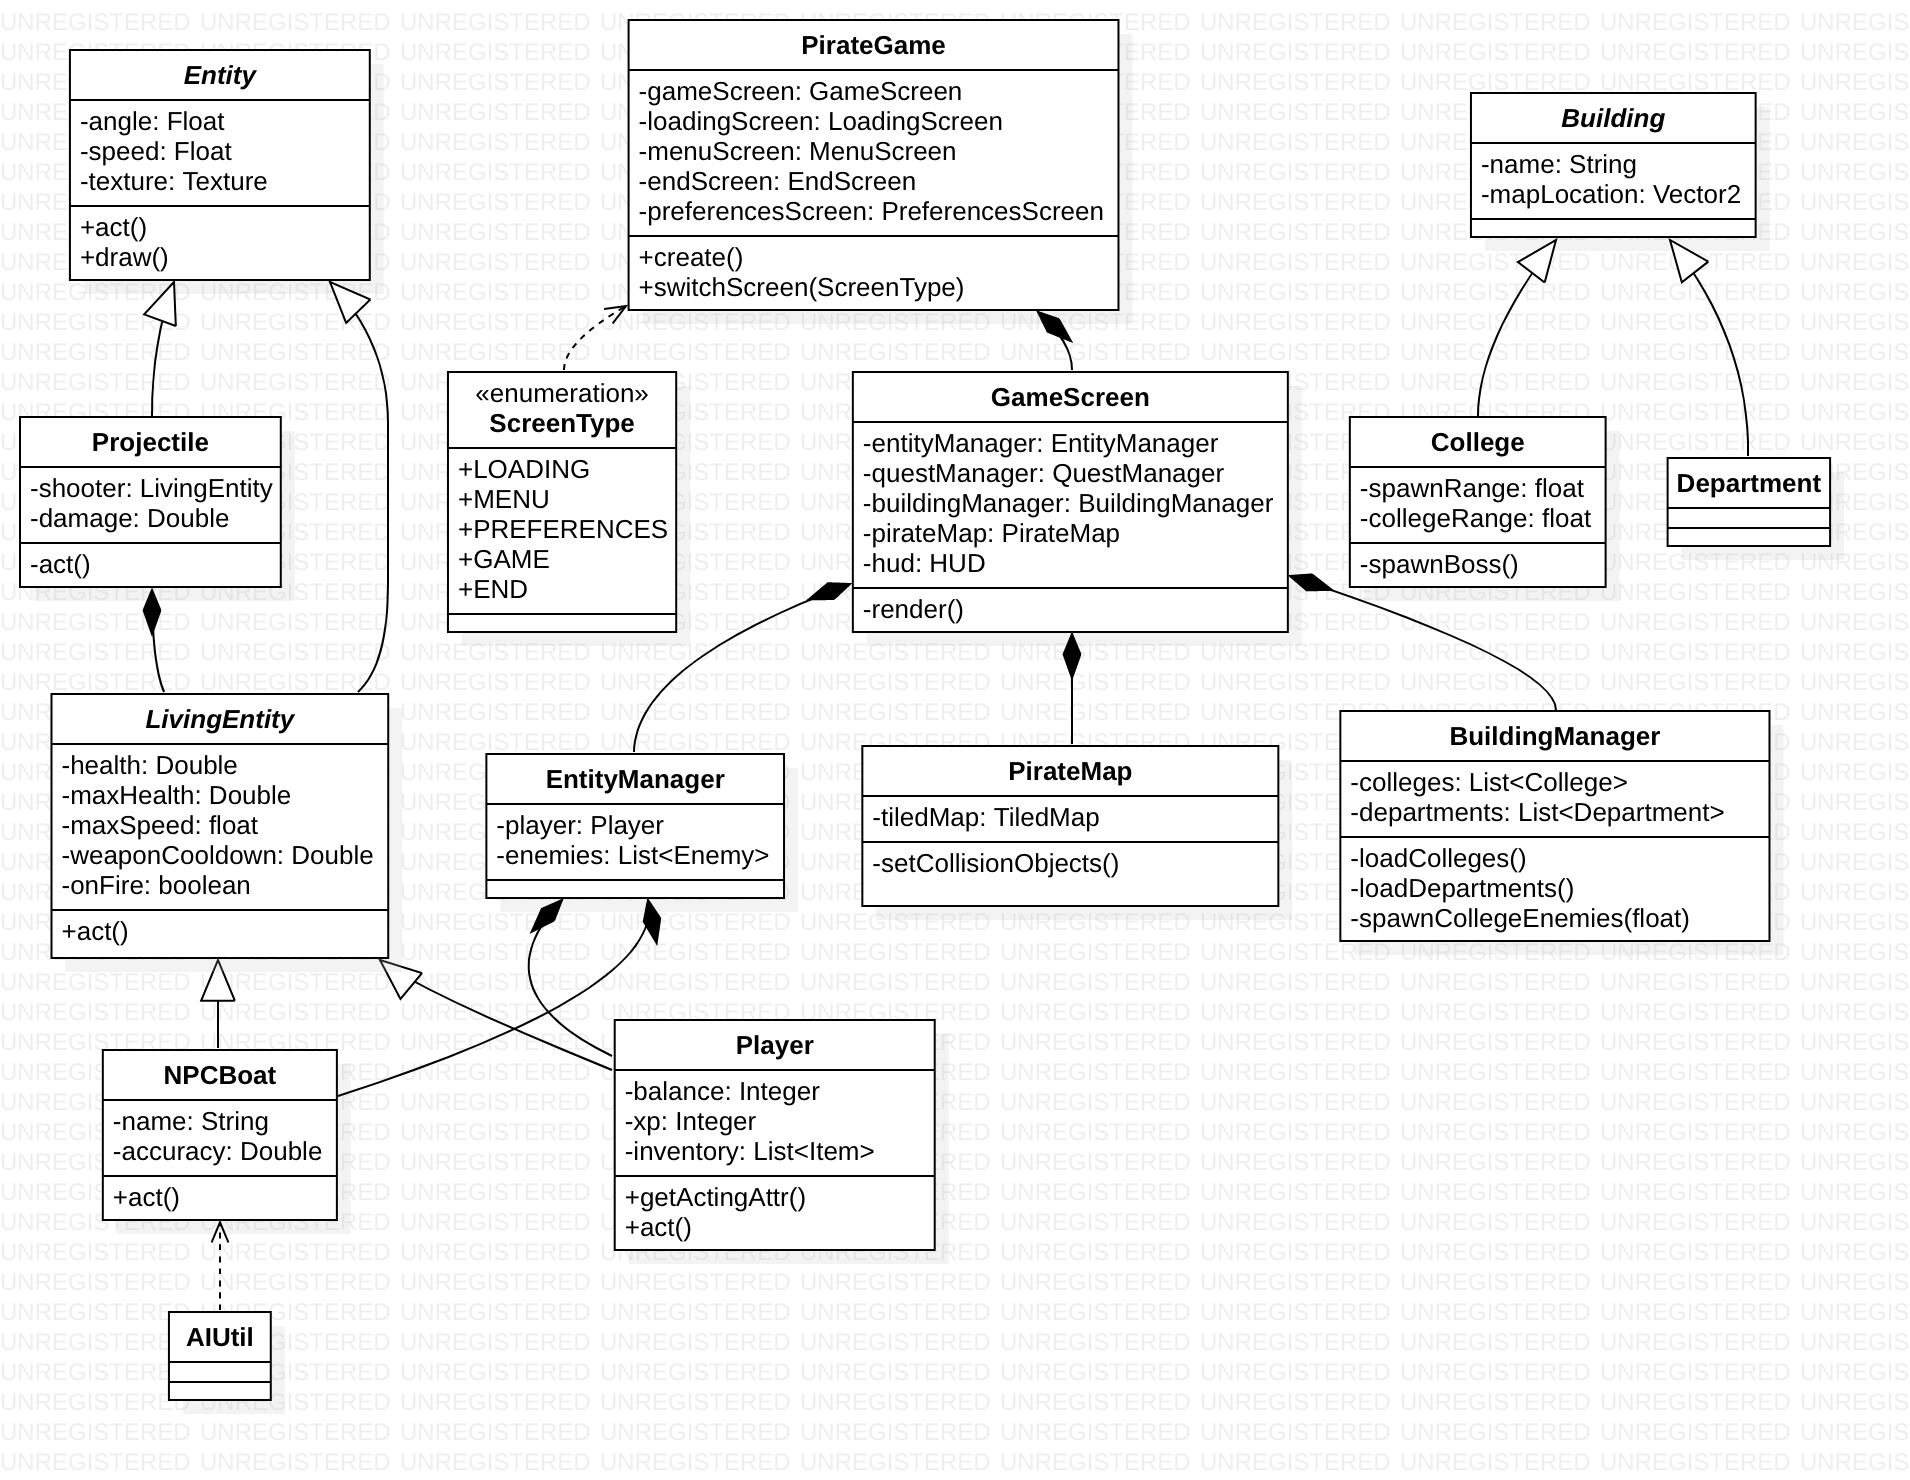 Entity
-angle: Float
-speed: Float
-texture: Texture
+act()
+draw()
PirateGame
-gameScreen: GameScreen
-loadingScreen: LoadingScreen
-menuScreen: MenuScreen
-endScreen: EndScreen
-preferencesScreen: PreferencesScreen
+create()
+switchScreen(ScreenType)
Building
-name: String
-mapLocation: Vector2
Projectile
-shooter: LivingEntity
-damage: Double
-act()
«enumeration»
ScreenType
+LOADING
+MENU
+PREFERENCES
+GAME
+END
GameScreen
-entityManager: EntityManager
-questManager: QuestManager
-buildingManager: BuildingManager
-pirateMap: PirateMap
-hud: HUD
-render()
College
-spawnRange: float
-collegeRange: float
-spawnBoss()
Department
LivingEntity
-health: Double
-maxHealth: Double
-maxSpeed: float
-weaponCooldown: Double
-onFire: boolean
+act()
EntityManager
-player: Player
-enemies: List<Enemy>
PirateMap
-tiledMap: TiledMap
-setCollisionObjects()
BuildingManager
-colleges: List<College>
-departments: List<Department>
-loadColleges()
-loadDepartments()
-spawnCollegeEnemies(float)
NPCBoat
-name: String
-accuracy: Double
+act()
Player
-balance: Integer
-xp: Integer
-inventory: List<Item>
+getActingAttr()
+act()
AIUtil
UNREGISTERED